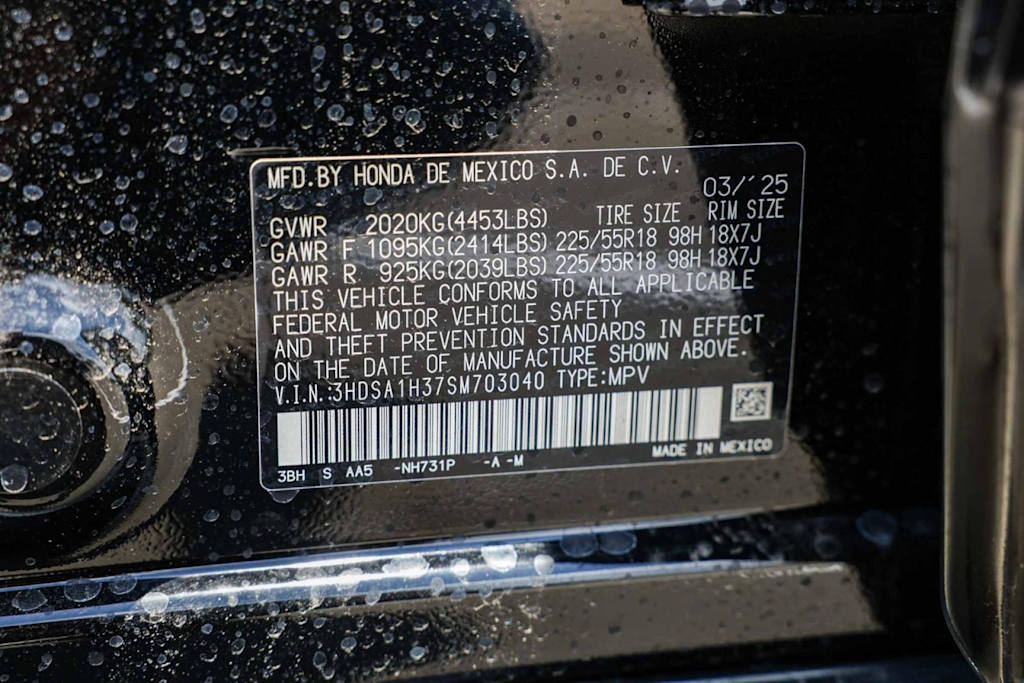 MFD.BY HONDA DE MEXICO S.A. DE C.V.
03/'25
GVWR 2020KG(4453LBS) TIRE SIZE RIM SIZE
GAWR F 1095KG(2414LBS) 225/55R18 98H 18X7J
GAWR R 925KG(2039LBS) 225/55R18 98H 18X7J
THIS VEHICLE CONFORMS TO ALL APPLICABLE
FEDERAL MOTOR VEHICLE SAFETY
AND THEFT PREVENTION STANDARDS IN EFFECT
ON THE DATE OF MANUFACTURE SHOWN ABOVE.
V.I.N.:3HDSA1H37SM703040 TYPE:MPV
3BH S AA5 -NH731P -A -M MADE IN MEXICO